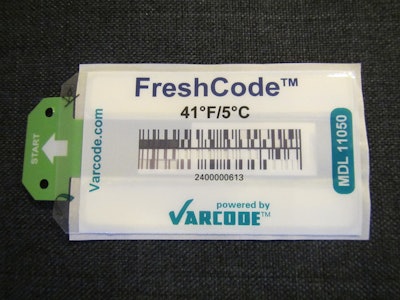 FreshCode™
41°F/5°C
2400000613
powered by
VARCODE™
Varcode.com
MDL 11050
START